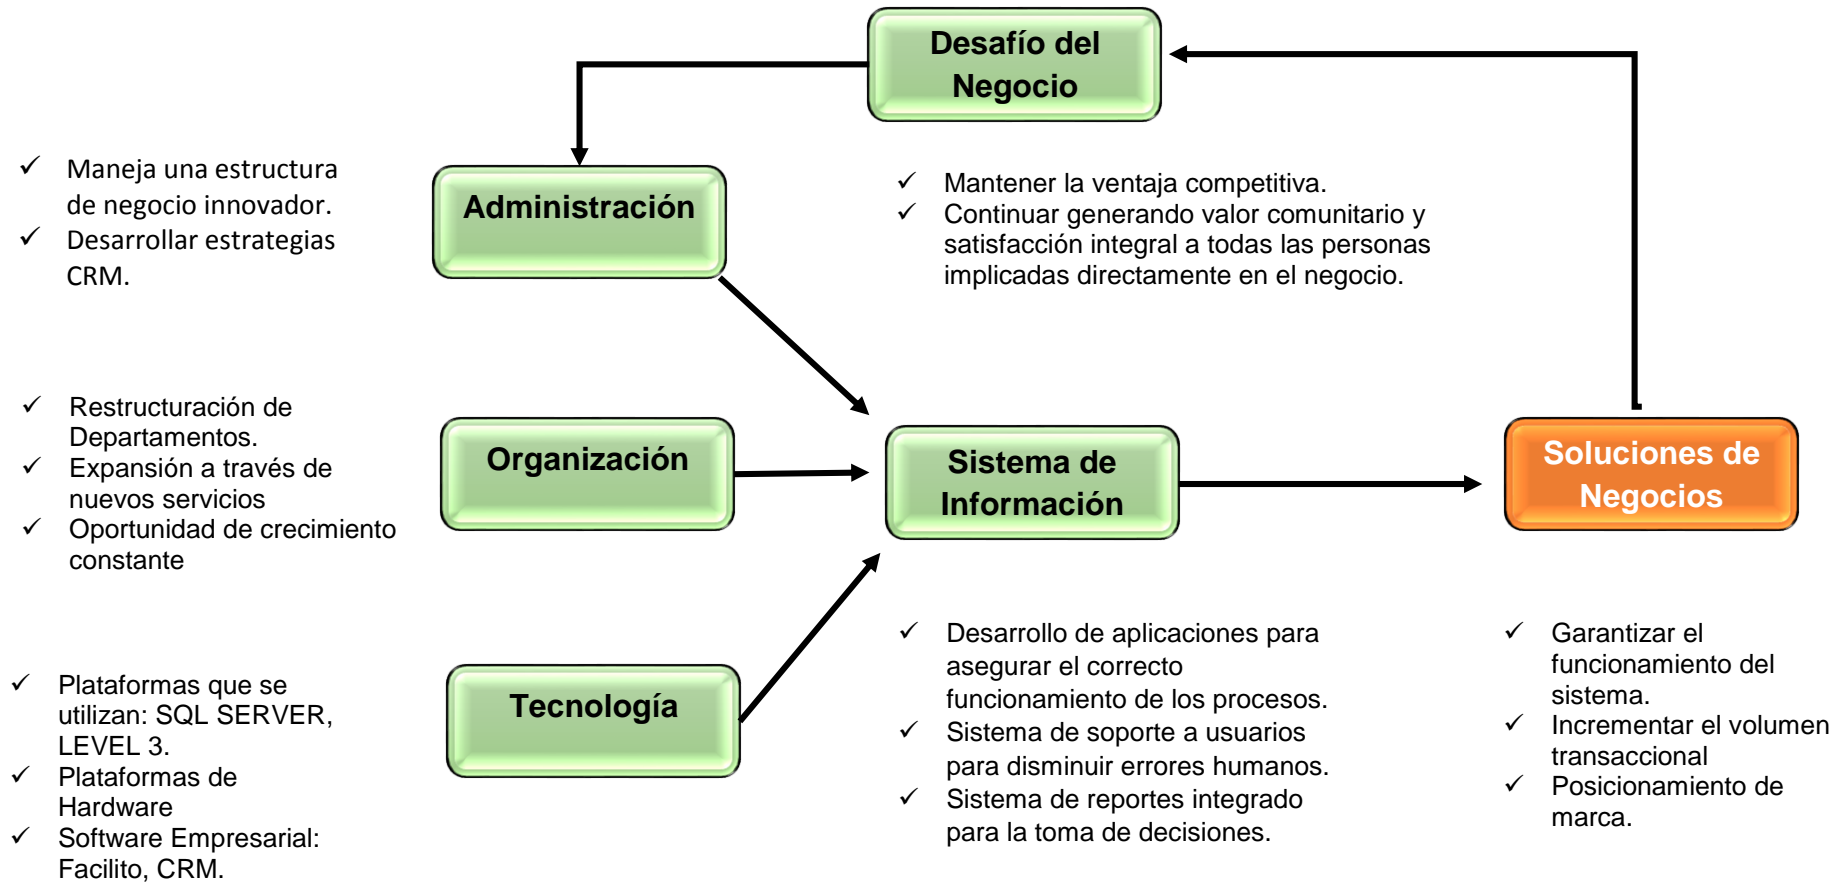 Desafío del
Negocio
✓ Maneja una estructura
de negocio innovador.
✓ Desarrollar estrategias
CRM.
Administración
✓ Mantener la ventaja competitiva.
✓ Continuar generando valor comunitario y
satisfacción integral a todas las personas
implicadas directamente en el negocio.
✓ Restructuración de
Departamentos.
✓ Expansión a través de
nuevos servicios
✓ Oportunidad de crecimiento
constante
Organización
Sistema de
Información
Soluciones de
Negocios
✓ Plataformas que se
utilizan: SQL SERVER,
LEVEL 3.
✓ Plataformas de
Hardware
✓ Software Empresarial:
Facilito, CRM.
Tecnología
✓ Desarrollo de aplicaciones para
asegurar el correcto
funcionamiento de los procesos.
✓ Sistema de soporte a usuarios
para disminuir errores humanos.
✓ Sistema de reportes integrado
para la toma de decisiones.
✓ Garantizar el
funcionamiento del
sistema.
✓ Incrementar el volumen
transaccional
✓ Posicionamiento de
marca.